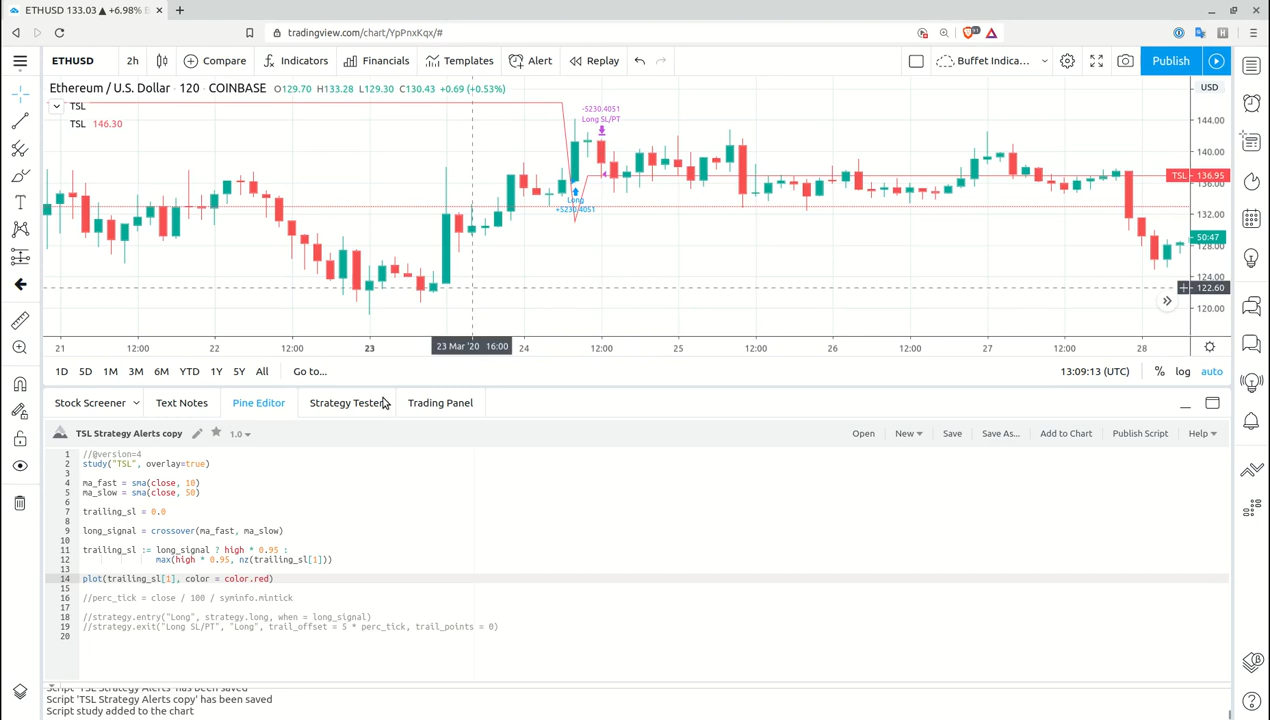 ETHUSD 133.03 ▲ +6.98% B
tradingview.com/chart/YpPnxKqx/#
ETHUSD 2h Compare Indicators Financials Templates Alert Replay Buffet Indica... Publish
Ethereum / U.S. Dollar · 120 · COINBASE O129.70 H133.28 L129.30 C130.43 +0.69 (+0.53%)
USD
TSL
TSL 146.30
-5230.4051
Long SL/PT
Long
+5230.4051
144.00
140.00
TSL 136.95
136.00
132.00
50:47
128.00
124.00
122.60
120.00
21 12:00 22 12:00 23 23 Mar '20 16:00 24 12:00 25 12:00 26 12:00 27 12:00 28
1D 5D 1M 3M 6M YTD 1Y 5Y All Go to... 13:09:13 (UTC) % log auto
Stock Screener Text Notes Pine Editor Strategy Tester Trading Panel
TSL Strategy Alerts copy 1.0 Open New Save Save As... Add to Chart Publish Script Help
1 //@version=4
2 study("TSL", overlay=true)
3
4 ma_fast = sma(close, 10)
5 ma_slow = sma(close, 50)
6
7 trailing_sl = 0.0
8
9 long_signal = crossover(ma_fast, ma_slow)
10
11 trailing_sl := long_signal ? high * 0.95 :
12 max(high * 0.95, nz(trailing_sl[1]))
13
14 plot(trailing_sl[1], color = color.red)
15
16 //perc_tick = close / 100 / syminfo.mintick
17
18 //strategy.entry("Long", strategy.long, when = long_signal)
19 //strategy.exit("Long SL/PT", "Long", trail_offset = 5 * perc_tick, trail_points = 0)
20
Script 'TSL Strategy Alerts' has been saved
Script 'TSL Strategy Alerts copy' has been saved
Script study added to the chart